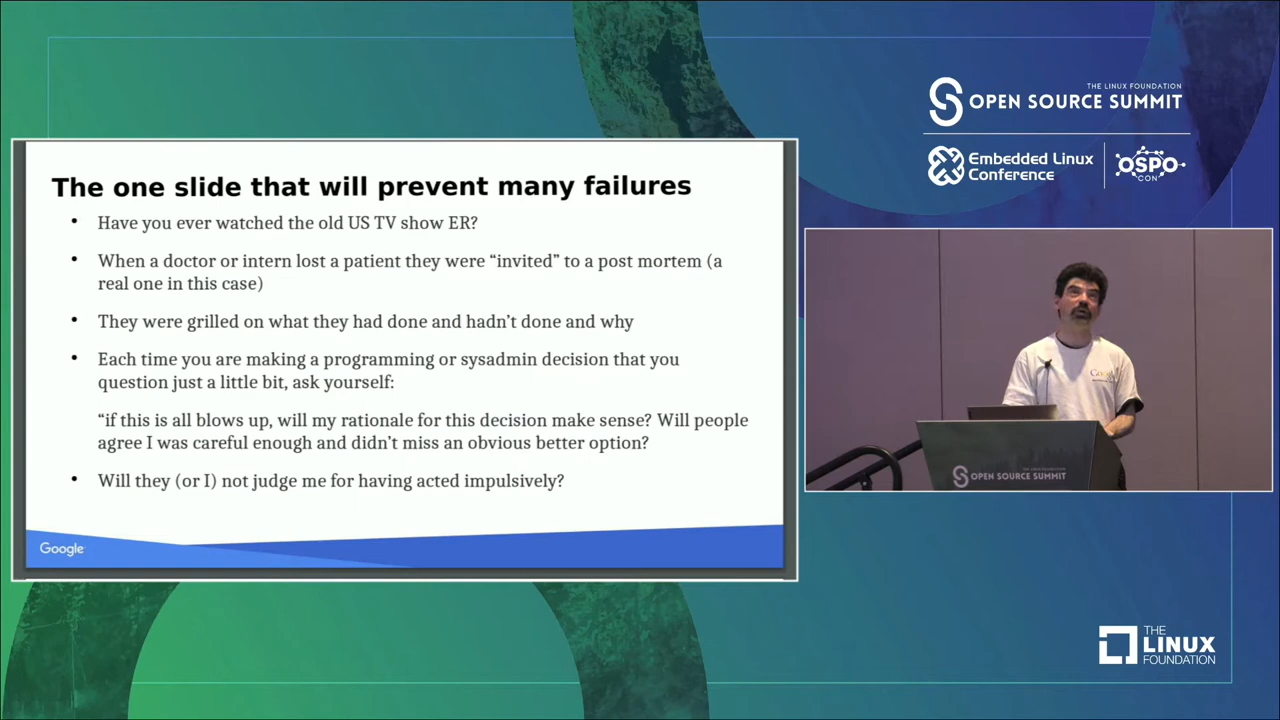 THE LINUX FOUNDATION
OPEN SOURCE SUMMIT
Embedded Linux
Conference
OSPO
CON
The one slide that will prevent many failures
• Have you ever watched the old US TV show ER?
• When a doctor or intern lost a patient they were “invited” to a post mortem (a
real one in this case)
• They were grilled on what they had done and hadn’t done and why
• Each time you are making a programming or sysadmin decision that you
question just a little bit, ask yourself:
“if this is all blows up, will my rationale for this decision make sense? Will people
agree I was careful enough and didn’t miss an obvious better option?
• Will they (or I) not judge me for having acted impulsively?
Google
OPEN SOURCE SUMMIT
THE
LINUX
FOUNDATION